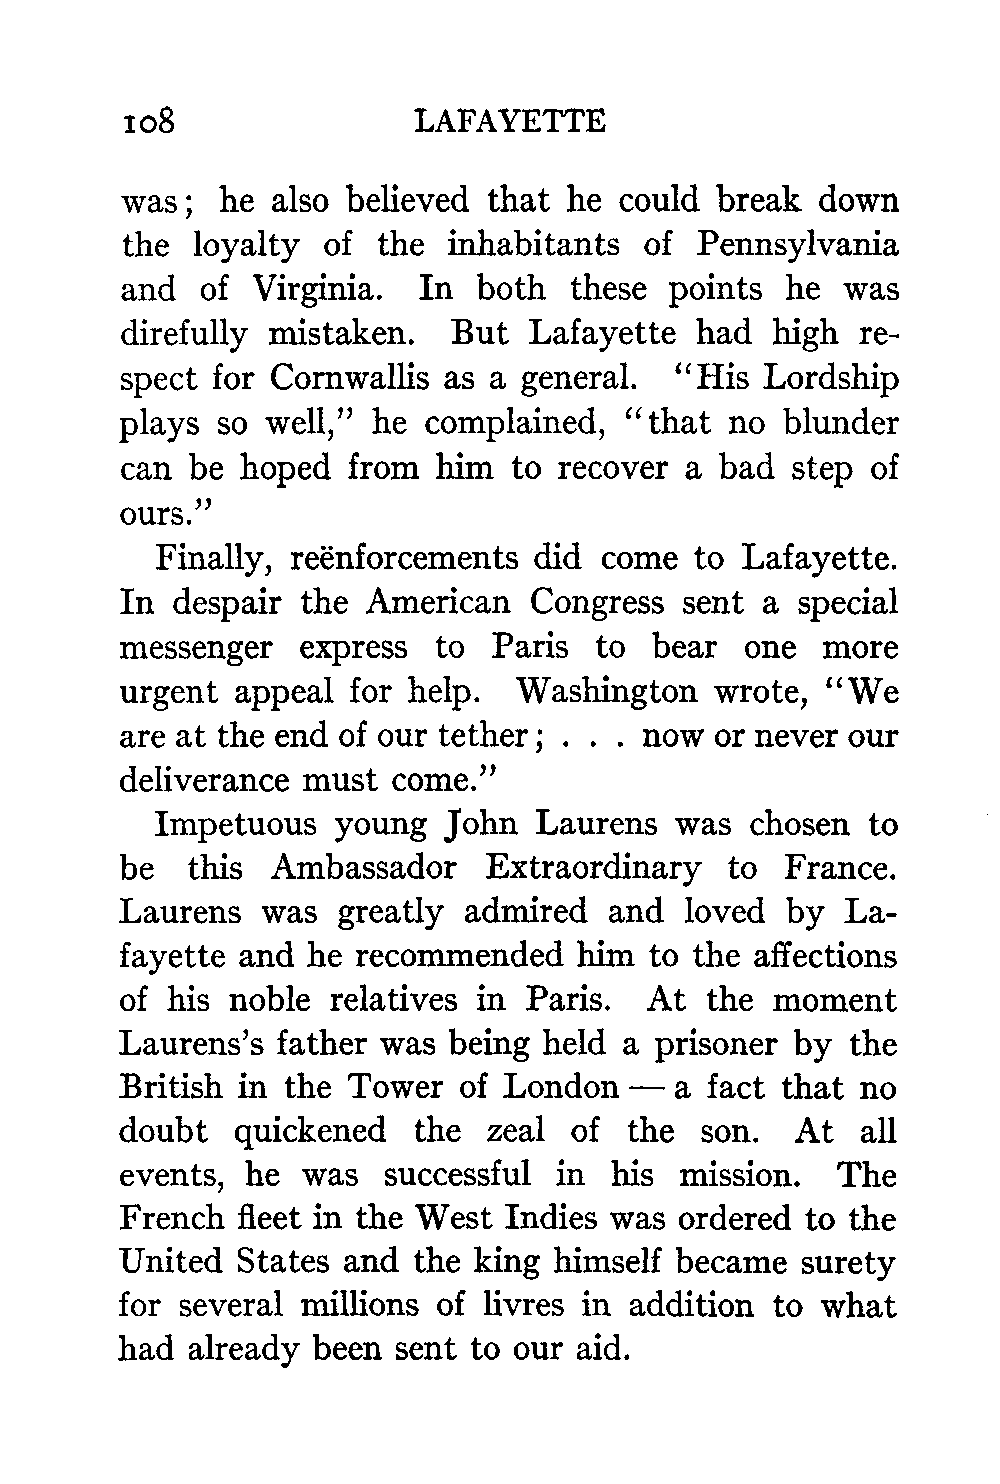 108 LAFAYETTE
was; he also believed that he could break down
the loyalty of the inhabitants of Pennsylvania
and of Virginia. In both these points he was
direfully mistaken. But Lafayette had high re-
spect for Cornwallis as a general. “His Lordship
plays so well,” he complained, “that no blunder
can be hoped from him to recover a bad step of
ours.”
Finally, reënforcements did come to Lafayette.
In despair the American Congress sent a special
messenger express to Paris to bear one more
urgent appeal for help. Washington wrote, “We
are at the end of our tether; . . . now or never our
deliverance must come.”
Impetuous young John Laurens was chosen to
be this Ambassador Extraordinary to France.
Laurens was greatly admired and loved by La-
fayette and he recommended him to the affections
of his noble relatives in Paris. At the moment
Laurens’s father was being held a prisoner by the
British in the Tower of London — a fact that no
doubt quickened the zeal of the son. At all
events, he was successful in his mission. The
French fleet in the West Indies was ordered to the
United States and the king himself became surety
for several millions of livres in addition to what
had already been sent to our aid.